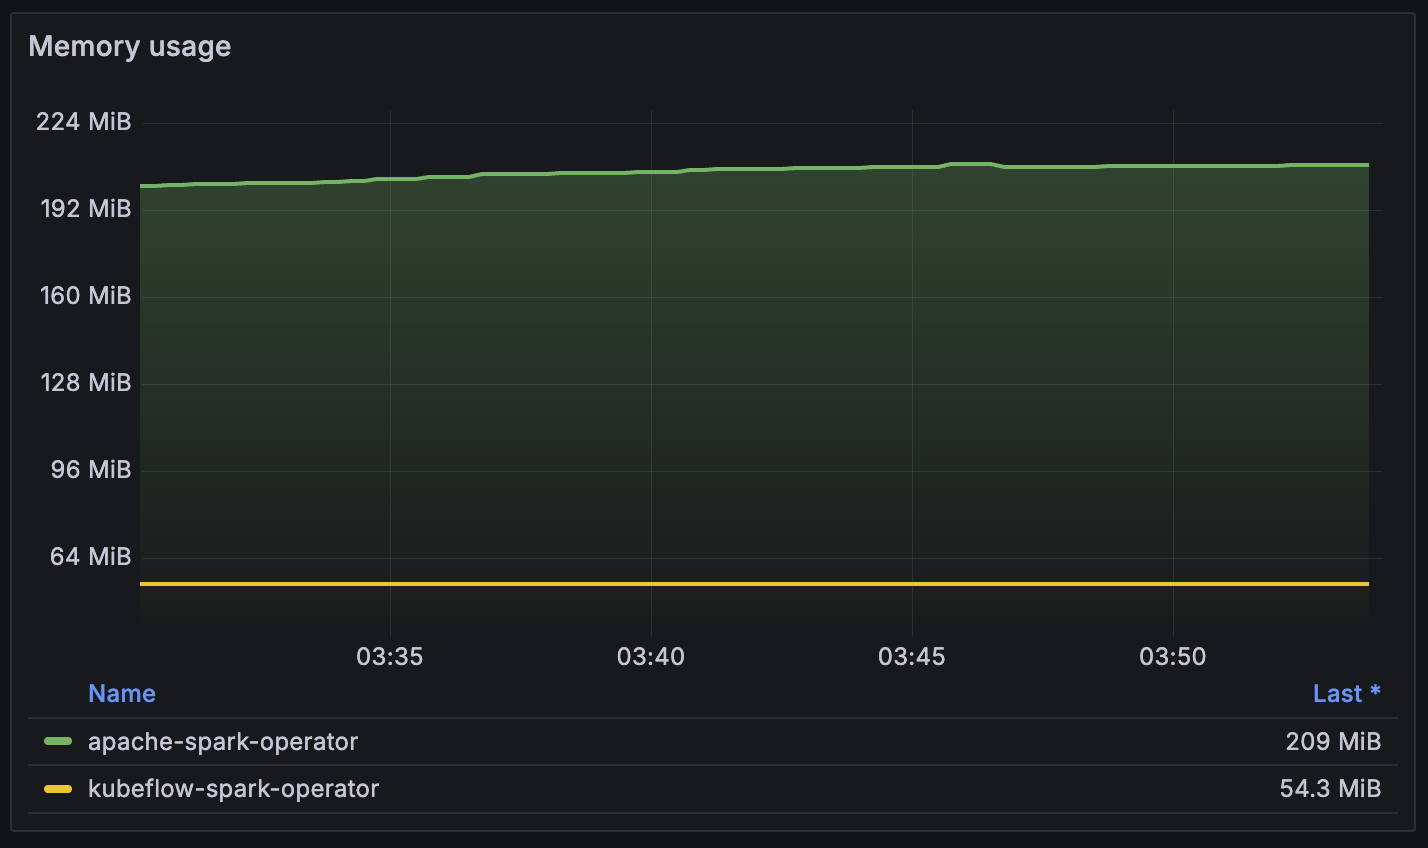 Memory usage
224 MiB
192 MiB
160 MiB
128 MiB
96 MiB
64 MiB
03:35 03:40 03:45 03:50
Name Last *
apache-spark-operator 209 MiB
kubeflow-spark-operator 54.3 MiB